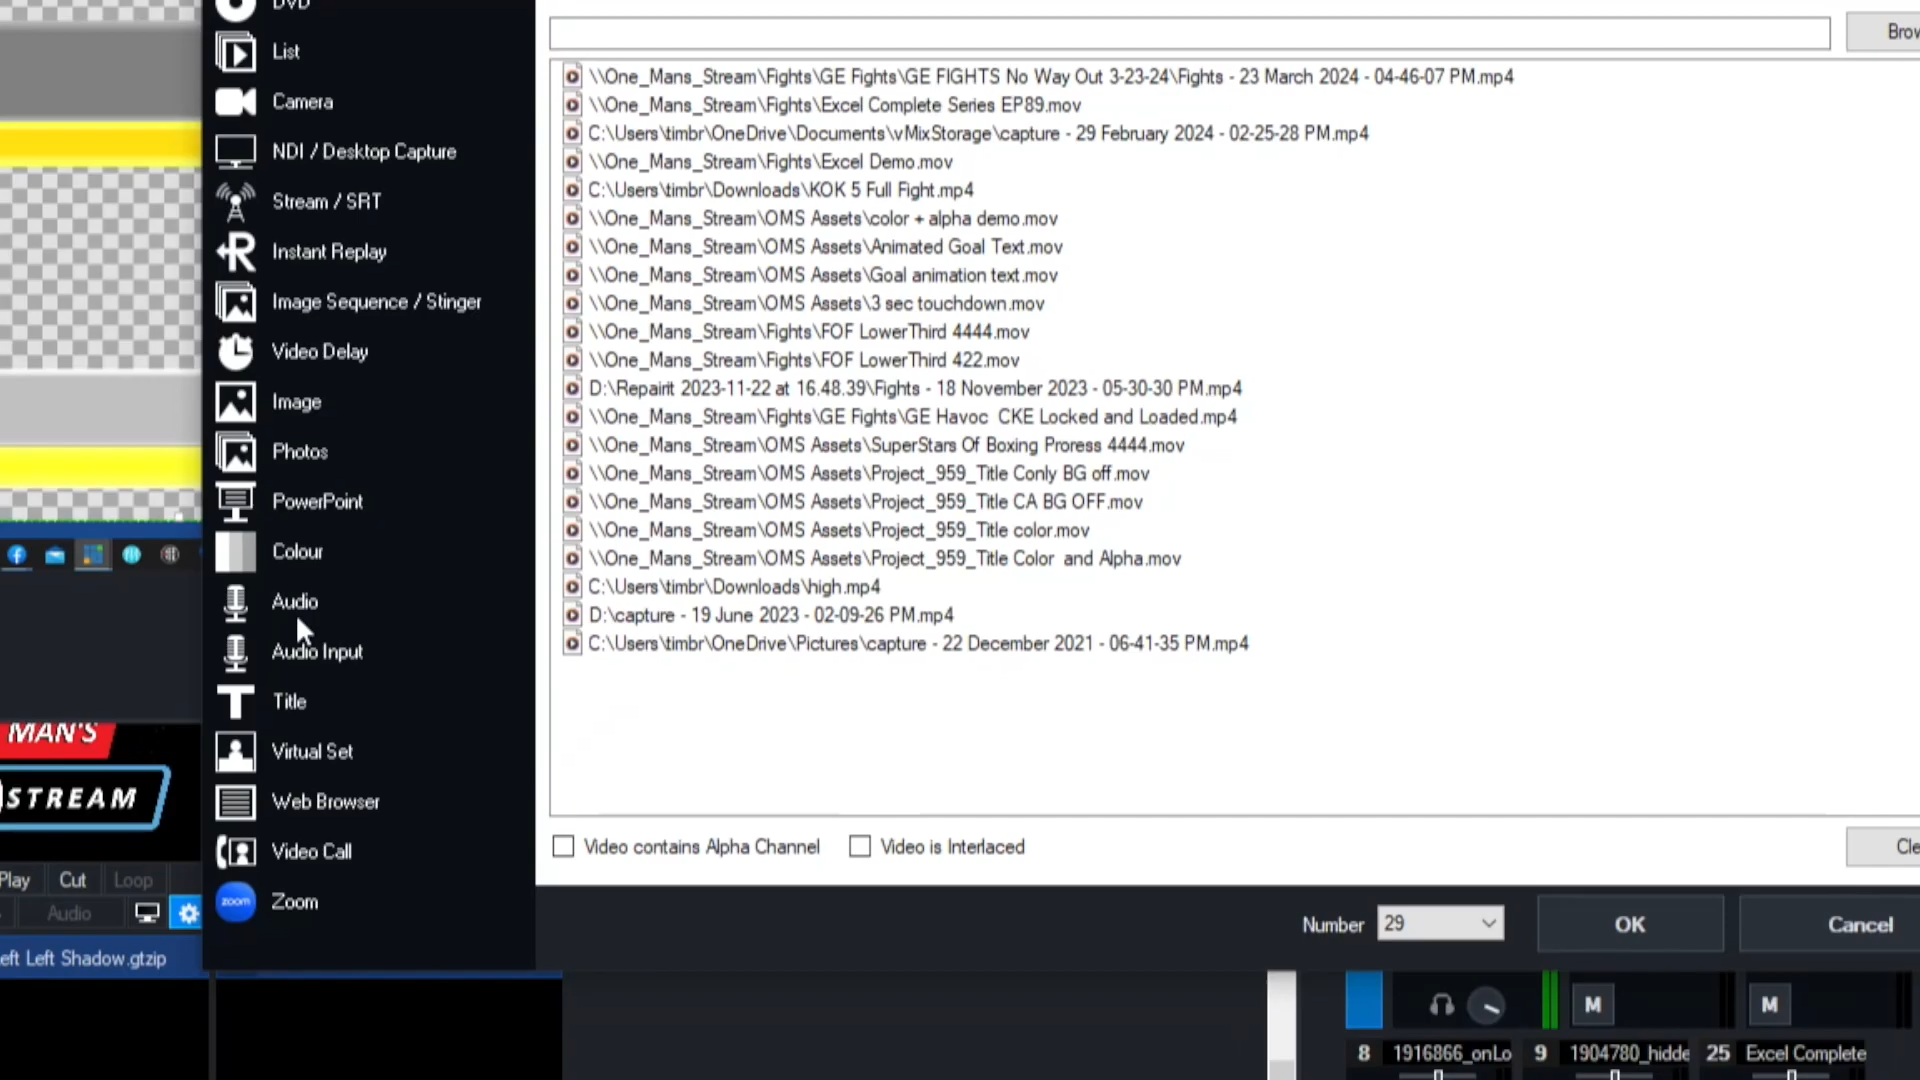 DVD
List
Camera
NDI / Desktop Capture
Stream / SRT
Instant Replay
Image Sequence / Stinger
Video Delay
Image
Photos
PowerPoint
Colour
Audio
Audio Input
Title
Virtual Set
Web Browser
Video Call
zoom Zoom
Brow
\\One_Mans_Stream\Fights\GE Fights\GE FIGHTS No Way Out 3-23-24\Fights - 23 March 2024 - 04-46-07 PM.mp4
\\One_Mans_Stream\Fights\Excel Complete Series EP89.mov
C:\Users\timbr\OneDrive\Documents\vMixStorage\capture - 29 February 2024 - 02-25-28 PM.mp4
\\One_Mans_Stream\Fights\Excel Demo.mov
C:\Users\timbr\Downloads\KOK 5 Full Fight.mp4
\\One_Mans_Stream\OMS Assets\color + alpha demo.mov
\\One_Mans_Stream\OMS Assets\Animated Goal Text.mov
\\One_Mans_Stream\OMS Assets\Goal animation text.mov
\\One_Mans_Stream\OMS Assets\3 sec touchdown.mov
\\One_Mans_Stream\Fights\FOF LowerThird 4444.mov
\\One_Mans_Stream\Fights\FOF LowerThird 422.mov
D:\Repairit 2023-11-22 at 16.48.39\Fights - 18 November 2023 - 05-30-30 PM.mp4
\\One_Mans_Stream\Fights\GE Fights\GE Havoc  CKE Locked and Loaded.mp4
\\One_Mans_Stream\OMS Assets\SuperStars Of Boxing Proress 4444.mov
\\One_Mans_Stream\OMS Assets\Project_959_Title Conly BG off.mov
\\One_Mans_Stream\OMS Assets\Project_959_Title CA BG OFF.mov
\\One_Mans_Stream\OMS Assets\Project_959_Title color.mov
\\One_Mans_Stream\OMS Assets\Project_959_Title Color  and Alpha.mov
C:\Users\timbr\Downloads\high.mp4
D:\capture - 19 June 2023 - 02-09-26 PM.mp4
C:\Users\timbr\OneDrive\Pictures\capture - 22 December 2021 - 06-41-35 PM.mp4
Video contains Alpha Channel Video is Interlaced
Cle
Number 29 OK Cancel
MAN'S
STREAM
Play Cut Loop
Audio
eft Left Shadow.gtzip
M M
8 1916866_onLo 9 1904780_hidde 25 Excel Complete